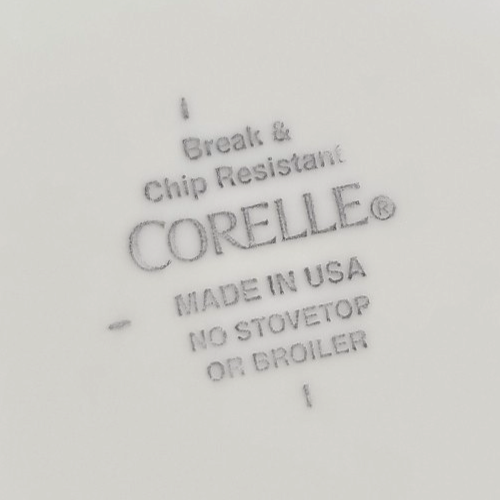 Break &
Chip Resistant
CORELLE®
MADE IN USA
NO STOVETOP
OR BROILER